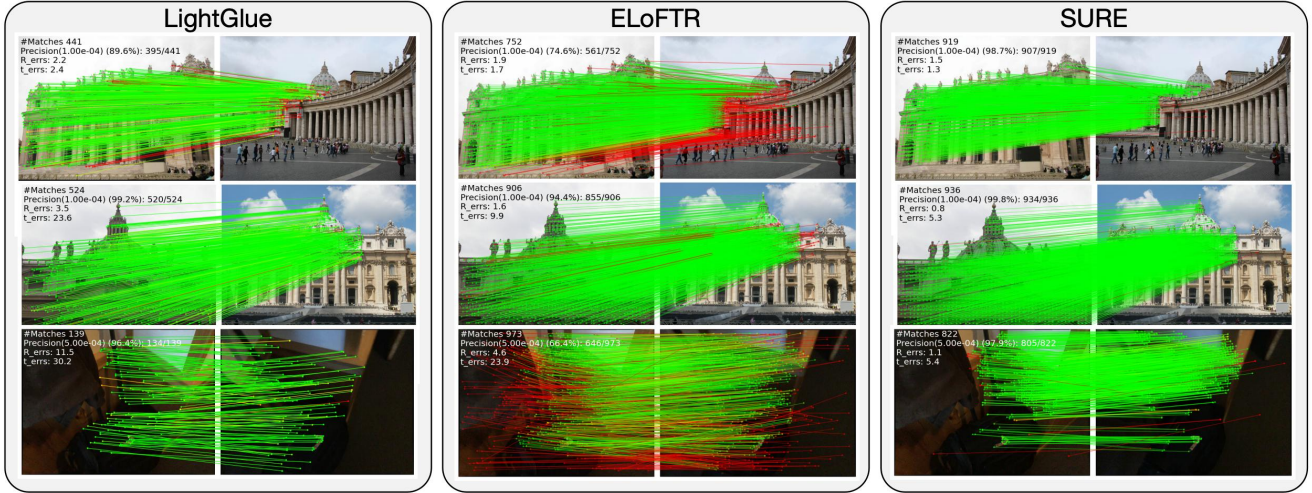 LightGlue
#Matches 441
Precision(1.00e-04) (89.6%): 395/441
R_errs: 2.2
t_errs: 2.4
#Matches 524
Precision(1.00e-04) (99.2%): 520/524
R_errs: 3.5
t_errs: 23.6
#Matches 139
Precision(5.00e-04) (96.4%): 134/139
R_errs: 11.5
t_errs: 30.2
ELoFTR
#Matches 752
Precision(1.00e-04) (74.6%): 561/752
R_errs: 1.9
t_errs: 1.7
#Matches 906
Precision(1.00e-04) (94.4%): 855/906
R_errs: 1.6
t_errs: 9.9
#Matches 973
Precision(5.00e-04) (66.4%): 646/973
R_errs: 4.6
t_errs: 23.9
SURE
#Matches 919
Precision(1.00e-04) (98.7%): 907/919
R_errs: 1.5
t_errs: 1.3
#Matches 936
Precision(1.00e-04) (99.8%): 934/936
R_errs: 0.8
t_errs: 5.3
#Matches 822
Precision(5.00e-04) (97.9%): 805/822
R_errs: 1.1
t_errs: 5.4